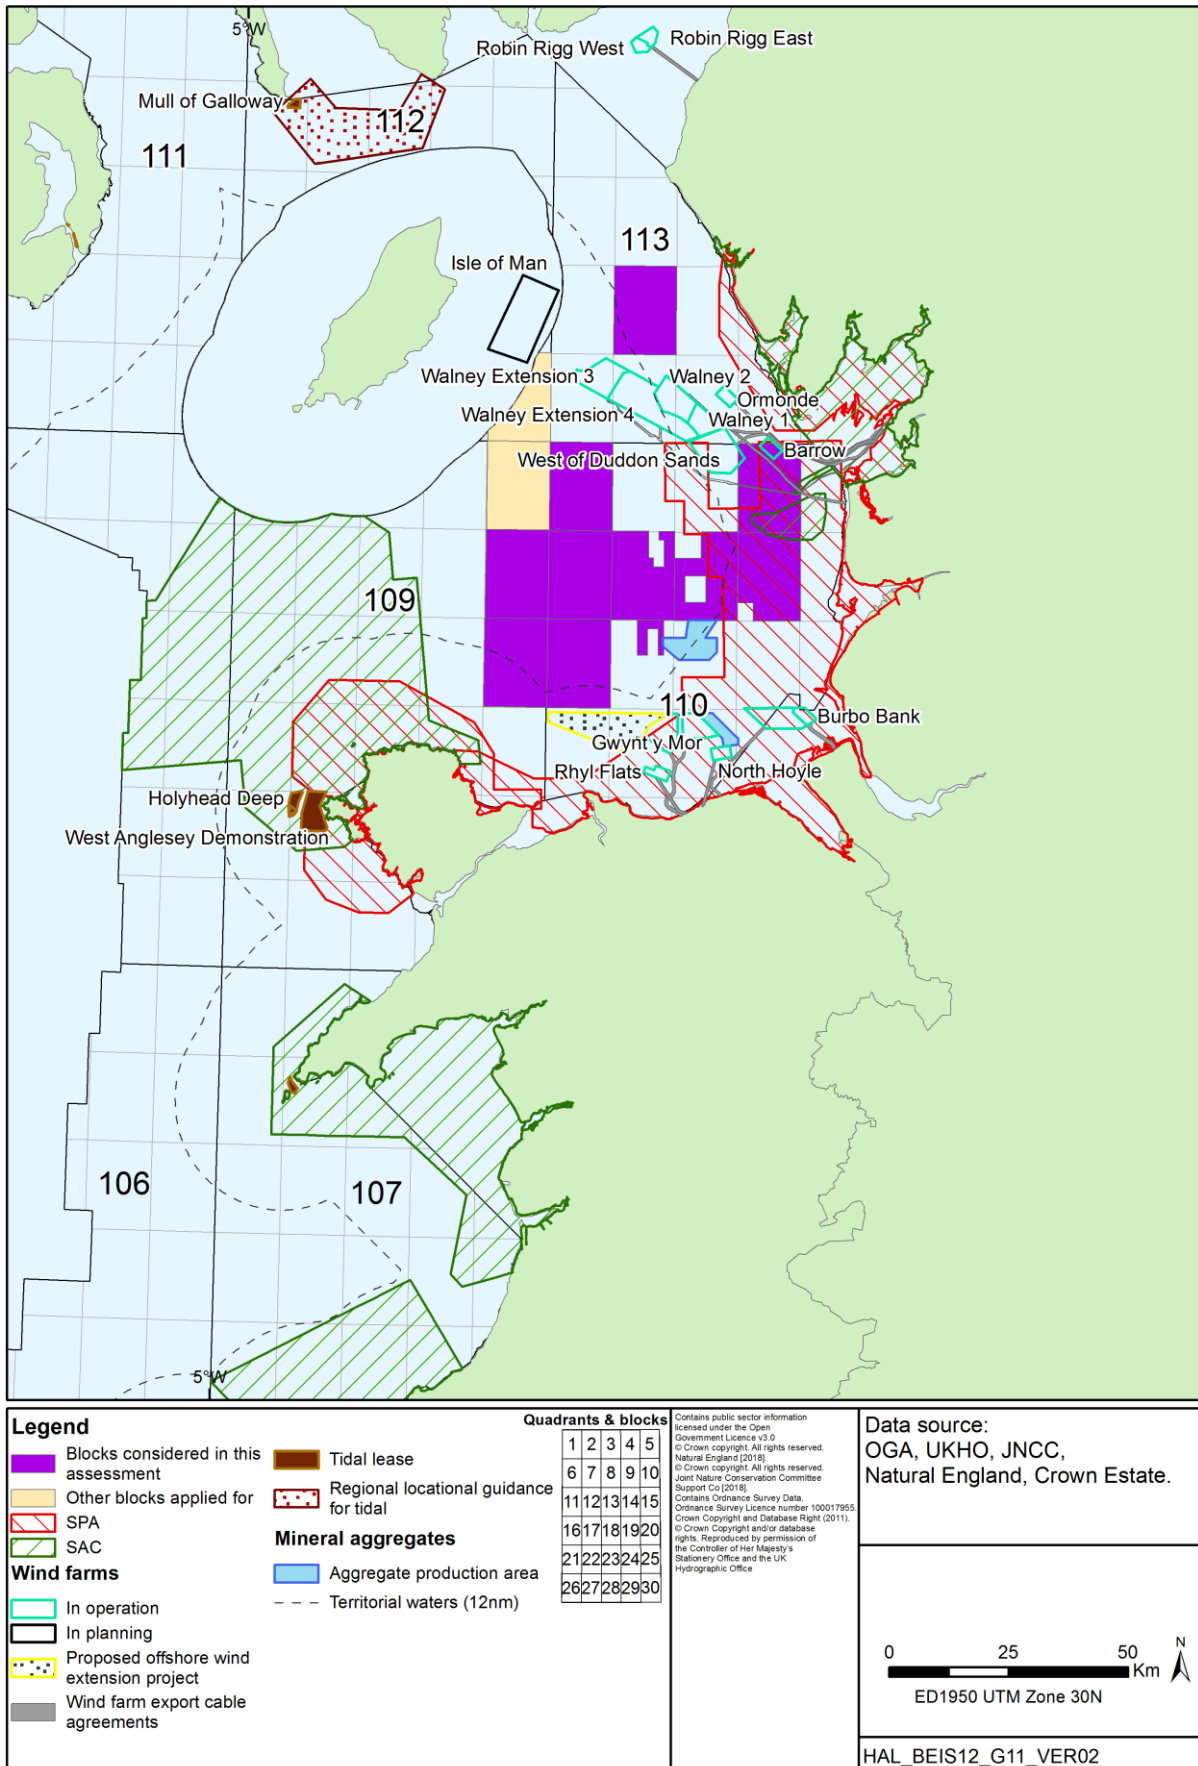 5°W
Robin Rigg West
Robin Rigg East
Mull of Galloway
112
111
113
Isle of Man
Walney Extension 3
Walney 2
Ormonde
Walney Extension 4
Walney 1
West of Duddon Sands
Barrow
109
110
Burbo Bank
Gwynt y Mor
Rhyl Flats
North Hoyle
Holyhead Deep
West Anglesey Demonstration
106
107
5°W
Legend
Blocks considered in this
assessment
Other blocks applied for
SPA
SAC
Wind farms
In operation
In planning
Proposed offshore wind
extension project
Wind farm export cable
agreements
Tidal lease
Regional locational guidance
for tidal
Mineral aggregates
Aggregate production area
Territorial waters (12nm)
Quadrants & blocks
1 2 3 4 5
6 7 8 9 10
11 12 13 14 15
16 17 18 19 20
21 22 23 24 25
26 27 28 29 30
Contains public sector information
licensed under the Open
Government Licence v3.0
© Crown copyright. All rights reserved.
Natural England [2018].
© Crown copyright. All rights reserved.
Joint Nature Conservation Committee
Support Co [2018].
Contains Ordnance Survey Data.
Ordnance Survey Licence number 100017955.
Crown Copyright and Database Right (2011).
© Crown Copyright and/or database
rights. Reproduced by permission of
the Controller of Her Majesty's
Stationery Office and the UK
Hydrographic Office
Data source:
OGA, UKHO, JNCC,
Natural England, Crown Estate.
0 25 50
Km
N
ED1950 UTM Zone 30N
HAL_BEIS12_G11_VER02